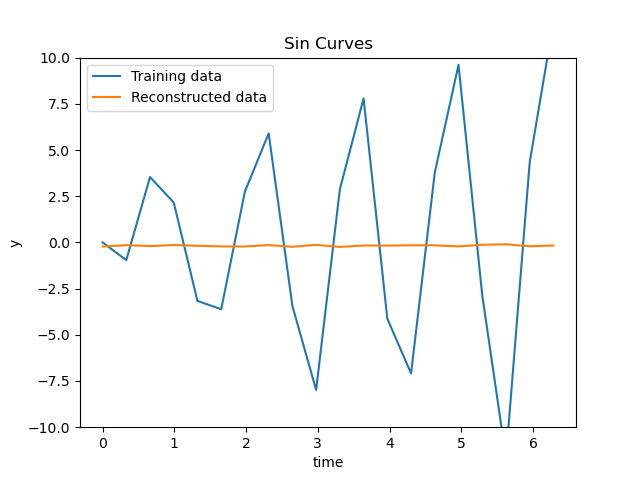 Sin Curves
Training data
Reconstructed data
10.0
7.5
5.0
2.5
0.0
−2.5
−5.0
−7.5
−10.0
y
0 1 2 3 4 5 6
time